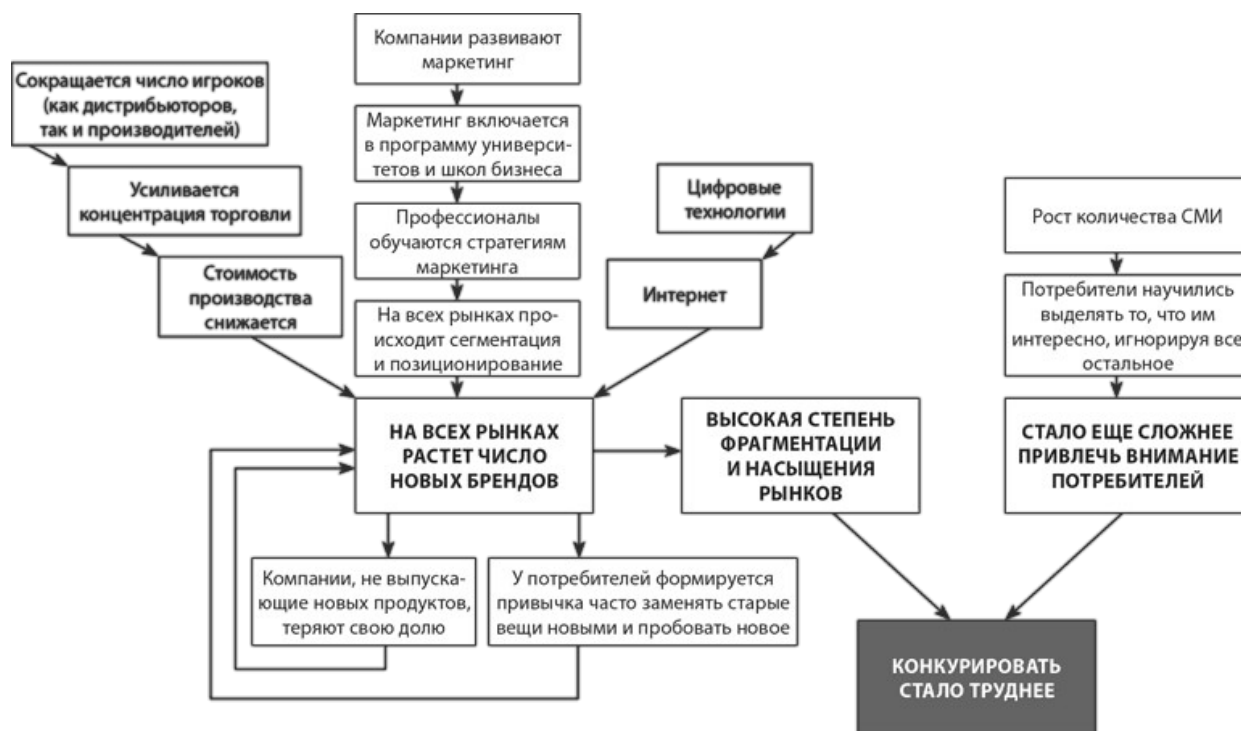 Компании развивают
маркетинг
Сокращается число игроков
(как дистрибьюторов,
так и производителей)
Маркетинг включается
в программу универси-
тетов и школ бизнеса
Усиливается
концентрация торговли
Цифровые
технологии
Рост количества СМИ
Профессионалы
обучаются стратегиям
маркетинга
Стоимость
производства
снижается
Интернет
Потребители научились
выделять то, что им
интересно, игнорируя все
остальное
На всех рынках про-
исходит сегментация
и позиционирование
НА ВСЕХ РЫНКАХ
РАСТЕТ ЧИСЛО
НОВЫХ БРЕНДОВ
ВЫСОКАЯ СТЕПЕНЬ
ФРАГМЕНТАЦИИ
И НАСЫЩЕНИЯ
РЫНКОВ
СТАЛО ЕЩЕ СЛОЖНЕЕ
ПРИВЛЕЧЬ ВНИМАНИЕ
ПОТРЕБИТЕЛЕЙ
Компании, не выпуска-
ющие новых продуктов,
теряют свою долю
У потребителей формируется
привычка часто заменять старые
вещи новыми и пробовать новое
КОНКУРИРОВАТЬ
СТАЛО ТРУДНЕЕ